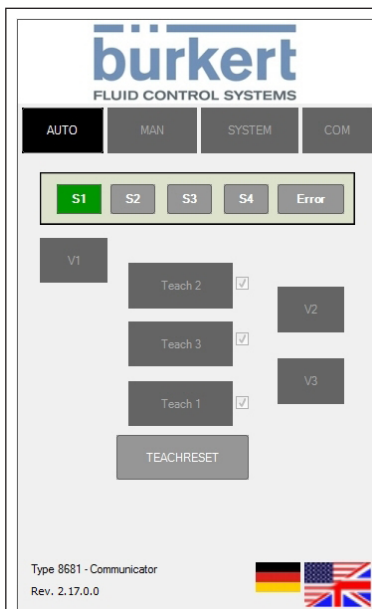 bürkert
FLUID CONTROL SYSTEMS
AUTO MAN SYSTEM COM
S1 S2 S3 S4 Error
V1
Teach 2
V2
Teach 3
V3
Teach 1
TEACHRESET
Type 8681 - Communicator
Rev. 2.17.0.0